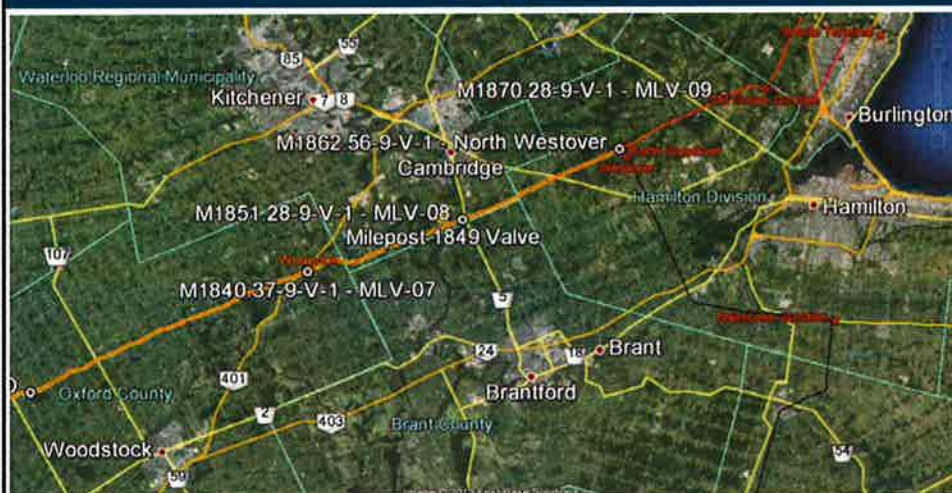 85
55
Waterloo Regional Municipality
Kitchener
7 8
M1870.28-9-V-1 - MLV-09
Burlington
M1862.56-9-V-1 - North Westover
Cambridge
Hamilton Division
Hamilton
M1851.28-9-V-1 - MLV-08
Milepost 1849 Valve
107
M1840.37-9-V-1 - MLV-07
5
24
18
Brant
Oxford County
401
Brantford
2
403
Brant County
Woodstock
59
54